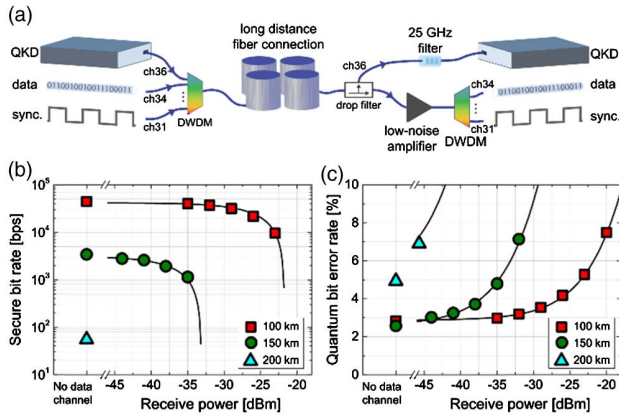 (a)
QKD
data
011001001001110001​1
sync.
ch36
ch34
ch31
DWDM
long distance
fiber connection
25 GHz
filter
ch36
drop filter
low-noise
amplifier
DWDM
ch34
ch31
QKD
data
sync.
(b)
Secure bit rate [bps]
10^5
10^4
10^3
10^2
10^1
100 km
150 km
200 km
No data
channel
-45 -40 -35 -30 -25 -20
Receive power [dBm]
(c)
Quantum bit error rate [%]
10
8
6
4
2
0
100 km
150 km
200 km
No data
channel
-45 -40 -35 -30 -25 -20
Receive power [dBm]